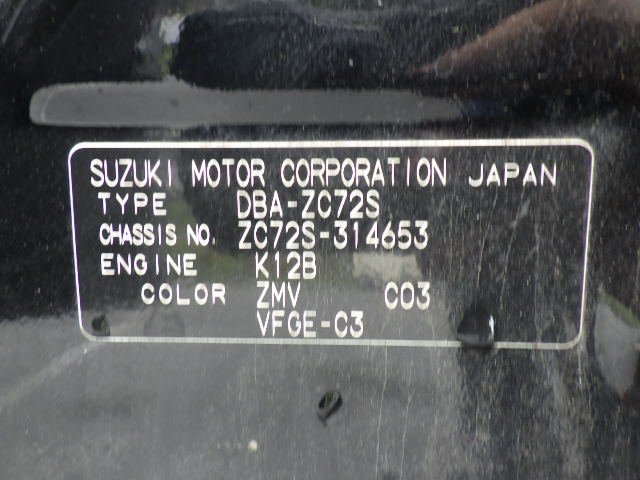 SUZUKI MOTOR CORPORATION JAPAN
TYPE DBA-ZC72S
CHASSIS NO. ZC72S-314653
ENGINE K12B
COLOR ZMV C03
VFGE-C3